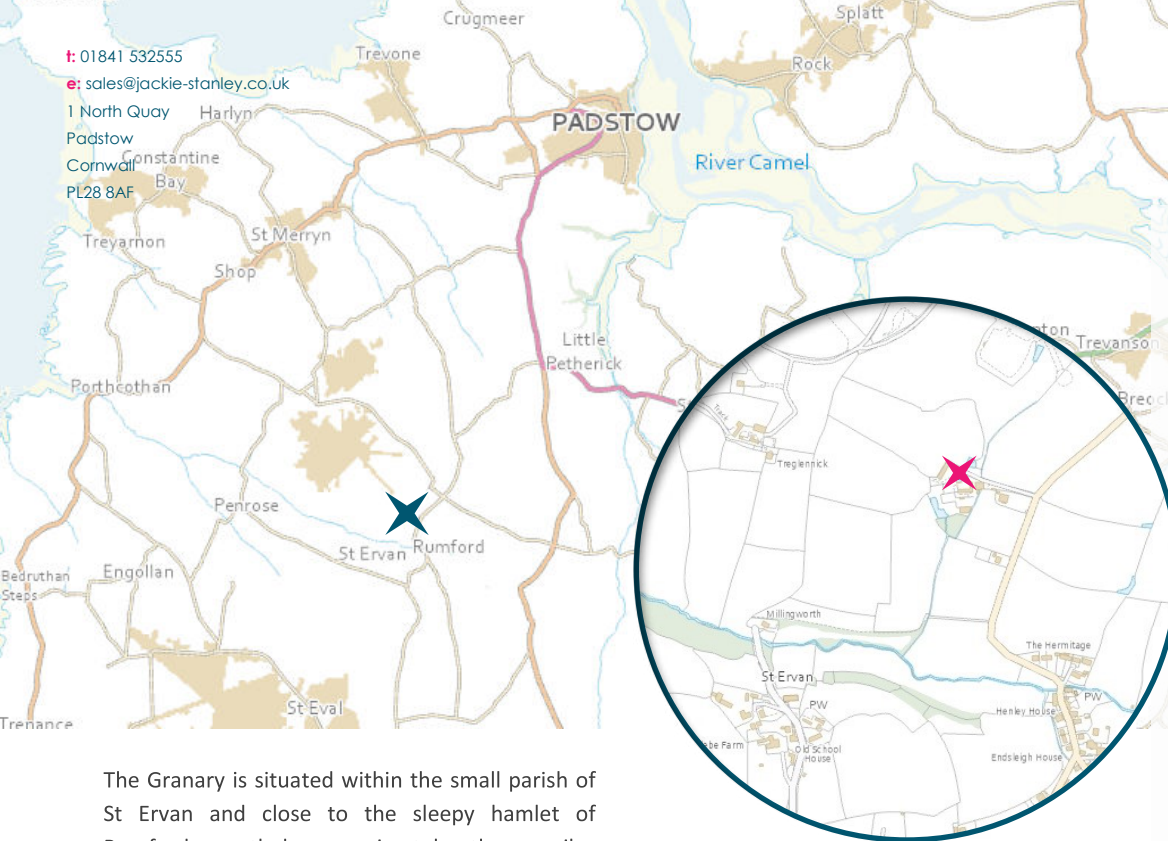 t: 01841 532555
e: sales@jackie-stanley.co.uk
1 North Quay
Padstow
Cornwall
PL28 8AF
Crugmeer
Splatt
Trevone
Rock
Harlyn
PADSTOW
Constantine
Bay
River Camel
Treyarnon
St Merryn
Shop
Little
Petherick
Trevanson
Porthcothan
Penrose
St Ervan
Rumford
Bedruthan
Steps
Engollan
St Eval
Trenance
Track
Treglennick
Millingworth
The Hermitage
St Ervan
PW
PW
Henley House
Old School
House
Endsleigh House
The Granary is situated within the small parish of
St Ervan and close to the sleepy hamlet of